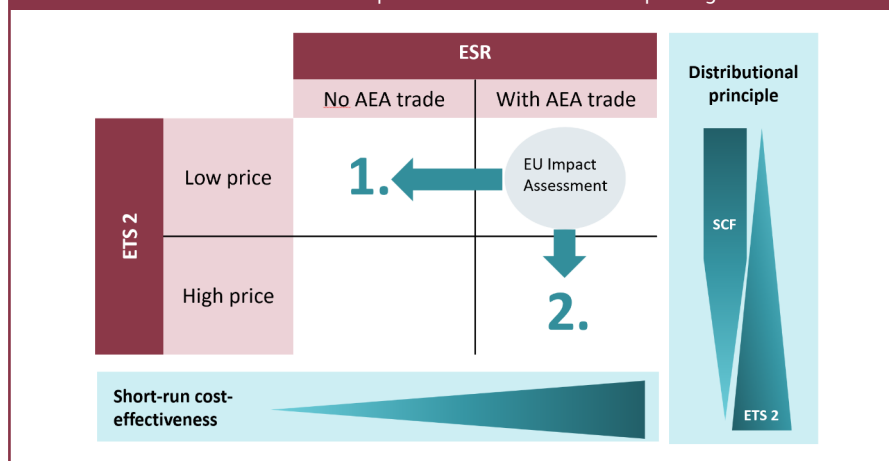 ESR
No AEA trade
With AEA trade
ETS 2
Low price
High price
1.
EU Impact
Assessment
2.
Distributional
principle
SCF
ETS 2
Short-run cost-
effectiveness